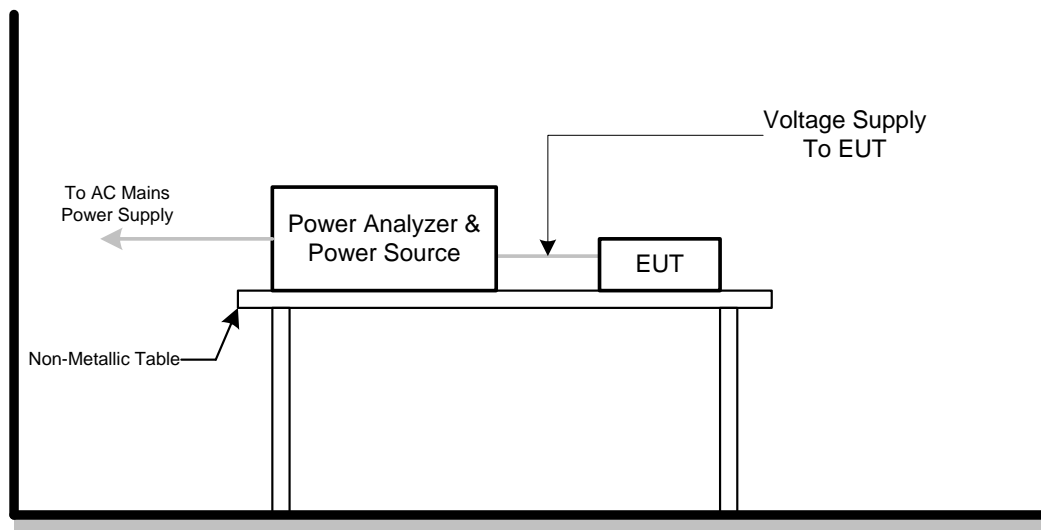 Voltage Supply
To EUT
To AC Mains
Power Supply
Power Analyzer &
Power Source
EUT
Non-Metallic Table